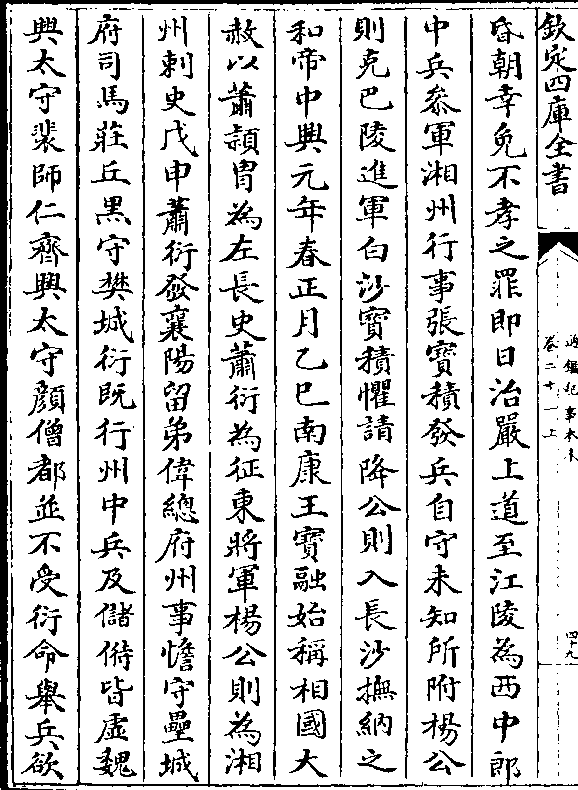 欽定四庫全書
通鑑紀事本末
卷二十一上
四十九
昏朝幸免不孝之罪即日治嚴上道至江陵為西中郎
中兵叅軍湘州行事張寳積發兵自守未知所附楊公
則克巴陵進軍白沙寳積懼請降公則入長沙撫納之
和帝中興元年春正月乙巳南康王寳融始稱相國大
赦以蕭頴胄為左長史蕭衍為征東將軍楊公則為湘
州刺史戊申蕭衍發襄陽留弟偉總府州事憺守壘城
府司馬莊丘黒守樊城衍既行州中兵及儲偫皆虛魏
興太守裴師仁齊興太守顔僧都並不受衍命舉兵欲